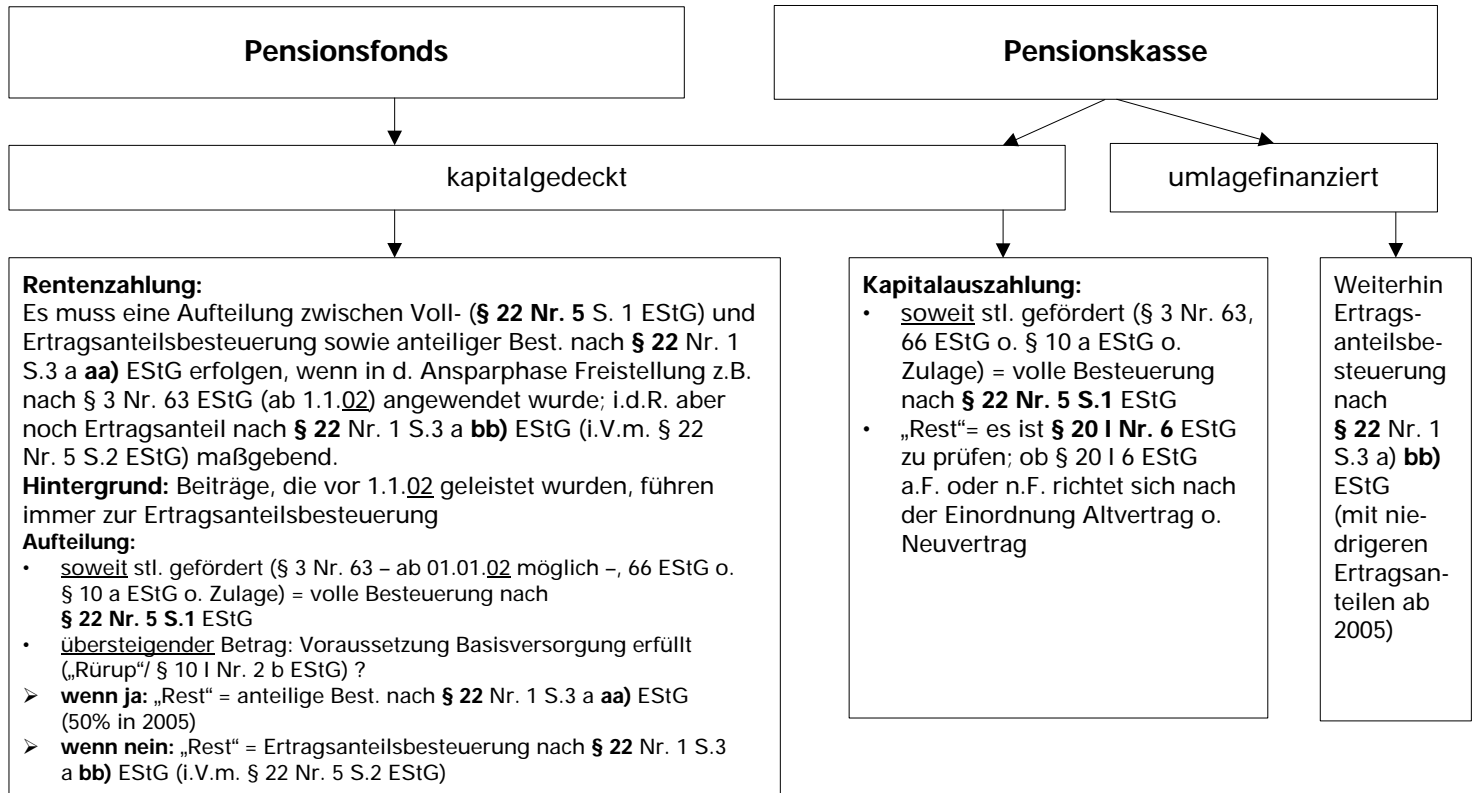 Pensionsfonds
Pensionskasse
kapitalgedeckt
umlagefinanziert
Rentenzahlung:
Es muss eine Aufteilung zwischen Voll- (§ 22 Nr. 5 S. 1 EStG) und
Ertragsanteilsbesteuerung sowie anteiliger Best. nach § 22 Nr. 1
S.3 a aa) EStG erfolgen, wenn in d. Ansparphase Freistellung z.B.
nach § 3 Nr. 63 EStG (ab 1.1.02) angewendet wurde; i.d.R. aber
noch Ertragsanteil nach § 22 Nr. 1 S.3 a bb) EStG (i.V.m. § 22
Nr. 5 S.2 EStG) maßgebend.
Hintergrund: Beiträge, die vor 1.1.02 geleistet wurden, führen
immer zur Ertragsanteilsbesteuerung
Aufteilung:
• soweit stl. gefördert (§ 3 Nr. 63 – ab 01.01.02 möglich –, 66 EStG o.
§ 10 a EStG o. Zulage) = volle Besteuerung nach
§ 22 Nr. 5 S.1 EStG
• übersteigender Betrag: Voraussetzung Basisversorgung erfüllt
(„Rürup“/ § 10 I Nr. 2 b EStG) ?
➢ wenn ja: „Rest“ = anteilige Best. nach § 22 Nr. 1 S.3 a aa) EStG
(50% in 2005)
➢ wenn nein: „Rest“ = Ertragsanteilsbesteuerung nach § 22 Nr. 1 S.3
a bb) EStG (i.V.m. § 22 Nr. 5 S.2 EStG)
Kapitalauszahlung:
• soweit stl. gefördert (§ 3 Nr. 63,
66 EStG o. § 10 a EStG o.
Zulage) = volle Besteuerung
nach § 22 Nr. 5 S.1 EStG
• „Rest“= es ist § 20 I Nr. 6 EStG
zu prüfen; ob § 20 I 6 EStG
a.F. oder n.F. richtet sich nach
der Einordnung Altvertrag o.
Neuvertrag
Weiterhin
Ertrags-
anteilsbe-
steuerung
nach
§ 22 Nr. 1
S.3 a) bb)
EStG
(mit nie-
drigeren
Ertragsan-
teilen ab
2005)